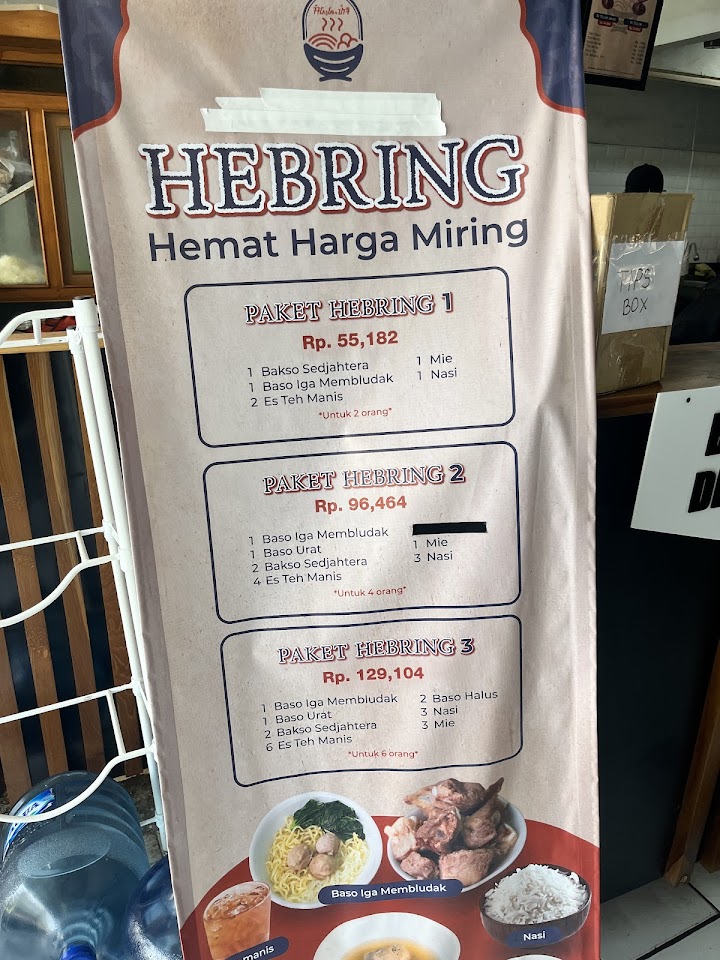 HEBRING
Hemat Harga Miring
PAKET HEBRING 1
Rp. 55,182
1 Bakso Sedjahtera
1 Baso Iga Membludak
2 Es Teh Manis
1 Mie
1 Nasi
*Untuk 2 orang*
PAKET HEBRING 2
Rp. 96,464
1 Baso Iga Membludak
1 Baso Urat
2 Bakso Sedjahtera
4 Es Teh Manis
1 Mie
3 Nasi
*Untuk 4 orang*
PAKET HEBRING 3
Rp. 129,104
1 Baso Iga Membludak
1 Baso Urat
2 Bakso Sedjahtera
6 Es Teh Manis
2 Baso Halus
3 Nasi
3 Mie
*Untuk 6 orang*
Baso Iga Membludak
Nasi
manis
TIPS
BOX